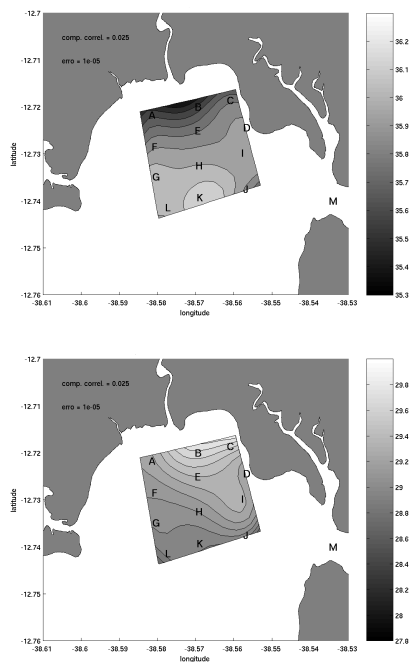 -12.7
-12.71
-12.72
-12.73
-12.74
-12.75
-12.76
latitude
comp. correl. = 0.025
erro = 1e-05
A
B
C
D
E
F
G
H
I
J
K
L
M
-38.61 -38.6 -38.59 -38.58 -38.57 -38.56 -38.55 -38.54 -38.53
longitude
36.2
36.1
36
35.9
35.8
35.7
35.6
35.5
35.4
35.3
-12.7
-12.71
-12.72
-12.73
-12.74
-12.75
-12.76
latitude
comp. correl. = 0.025
erro = 1e-05
A
B
C
D
E
F
G
H
I
J
K
L
M
-38.61 -38.6 -38.59 -38.58 -38.57 -38.56 -38.55 -38.54 -38.53
longitude
29.8
29.6
29.4
29.2
29
28.8
28.6
28.4
28.2
28
27.8